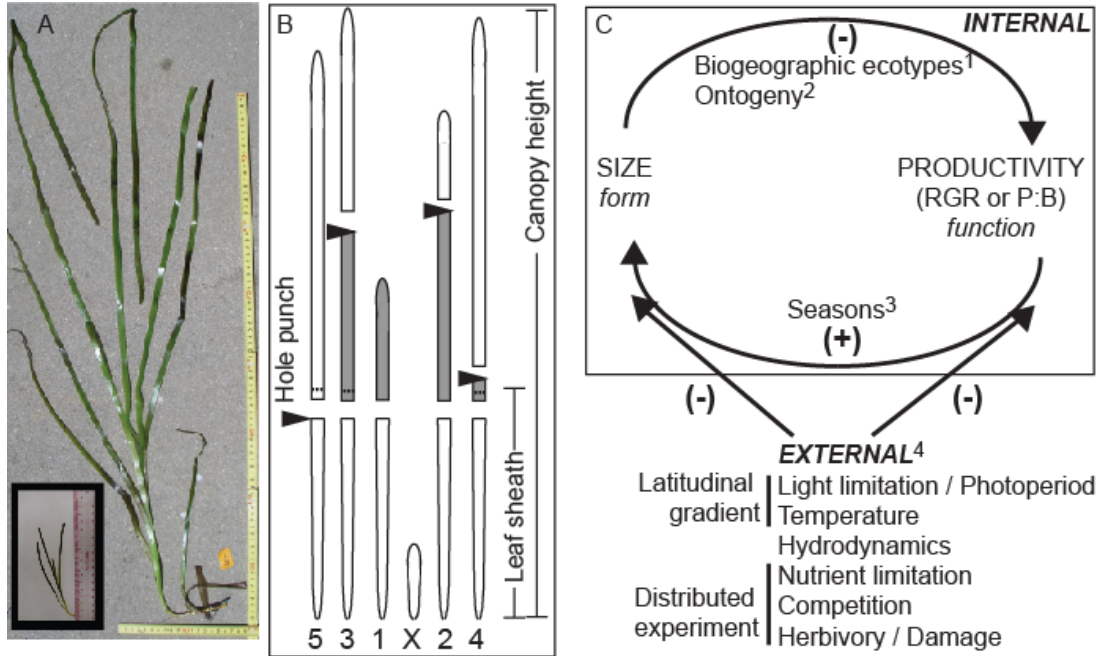 A
B
Hole punch
Leaf sheath
Canopy height
5 3 1 X 2 4
C
INTERNAL
(-)
Biogeographic ecotypes¹
Ontogeny²
SIZE
form
PRODUCTIVITY
(RGR or P:B)
function
Seasons³
(+)
(-)
(-)
EXTERNAL⁴
Latitudinal
gradient
Light limitation / Photoperiod
Temperature
Hydrodynamics
Distributed
experiment
Nutrient limitation
Competition
Herbivory / Damage